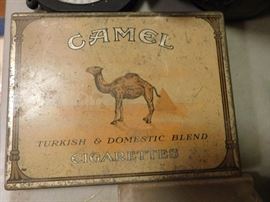 CAMEL
TURKISH & DOMESTIC BLEND
CIGARETTES